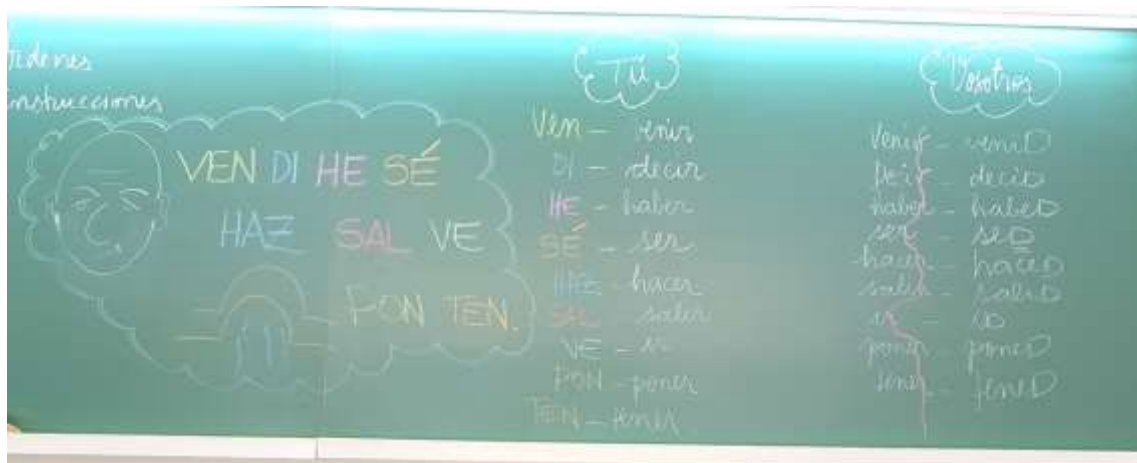 instrucciones
VEN DI HE SÉ
HAZ SAL VE
PON TEN.
Tú
Ven - venir
DI - decir
HE - haber
SÉ - ser
HAZ - hacer
SAL - salir
VE - ir
PON - poner
TEN - tener
Vosotros
venir - veniD
- deciD
haber - habeD
ser - seD
hacer - haceD
salir - saliD
ir - iD
poner - poneD
tener - teneD